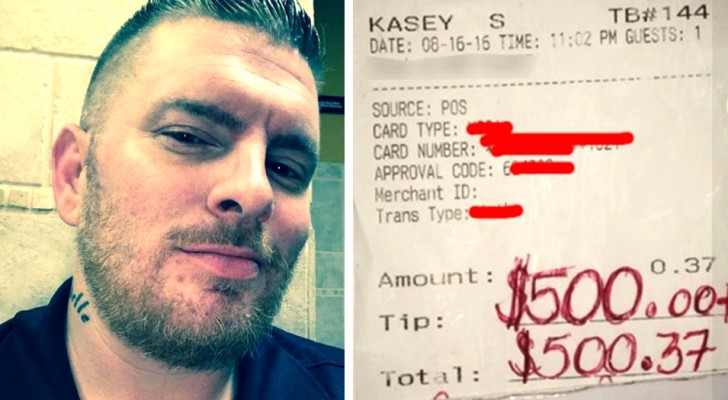 KASEY S TB#144
DATE: 08-16-16 TIME: 11:02 PM GUESTS: 1
SOURCE: POS
CARD TYPE:
CARD NUMBER:
APPROVAL CODE: 6
Merchant ID:
Trans Type:
Amount: 0.37
Tip: $500.00
Total: $500.37